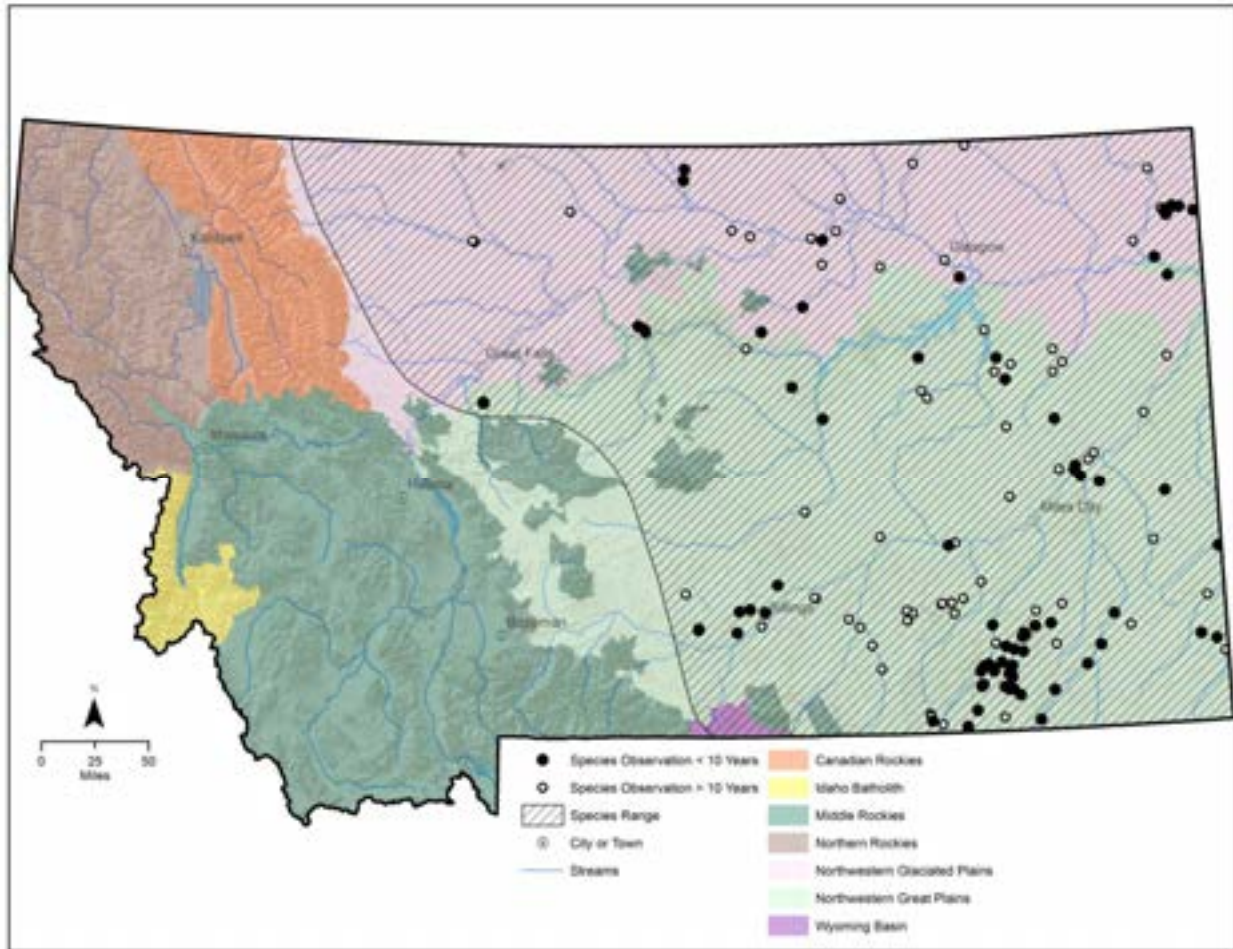 Kalispell
Glasgow
Great Falls
Missoula
Helena
Miles City
Billings
Bozeman
N
0 25 50
Miles
Species Observation < 10 Years
Species Observation > 10 Years
Species Range
City or Town
Streams
Canadian Rockies
Idaho Batholith
Middle Rockies
Northern Rockies
Northwestern Glaciated Plains
Northwestern Great Plains
Wyoming Basin